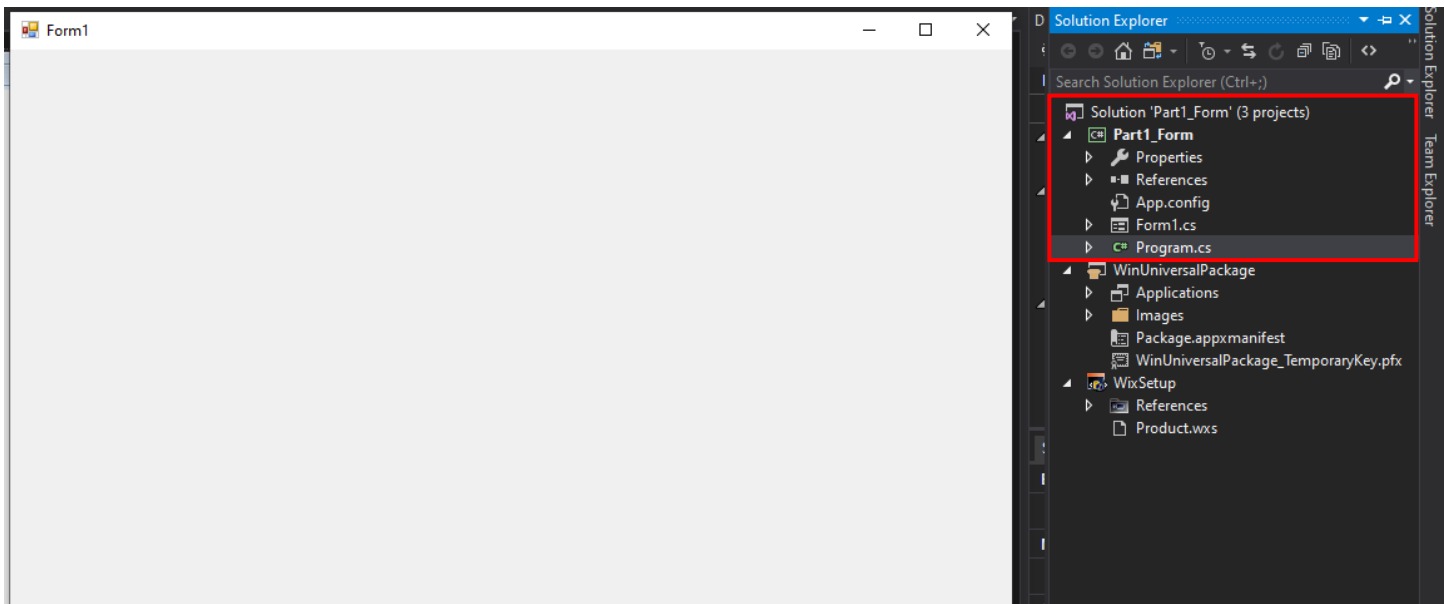 Form1
D
Solution Explorer
Search Solution Explorer (Ctrl+;)
Solution 'Part1_Form' (3 projects)
C# Part1_Form
Properties
References
App.config
Form1.cs
C# Program.cs
WinUniversalPackage
Applications
Images
Package.appxmanifest
WinUniversalPackage_TemporaryKey.pfx
WixSetup
References
Product.wxs
Solution Explorer
Team Explorer